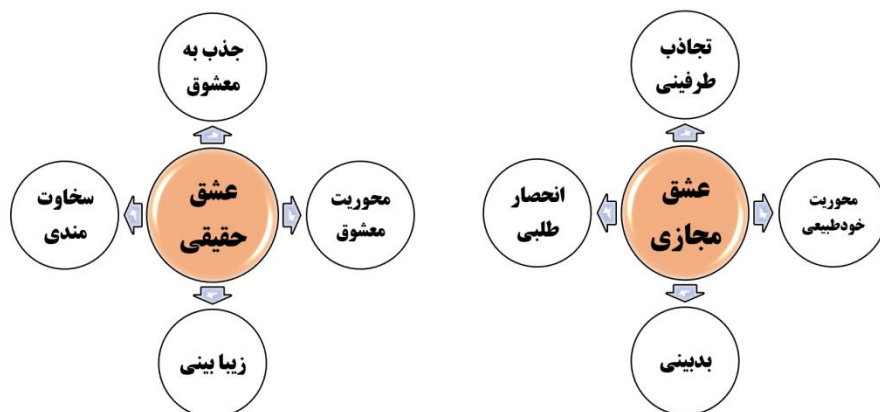 تجاذب
طرفینی
عشق
مجازی
محوریت
خودطبیعی
انحصار
طلبی
بدبینی
جذب به
معشوق
عشق
حقیقی
محوریت
معشوق
سخاوت
مندی
زیبا بینی